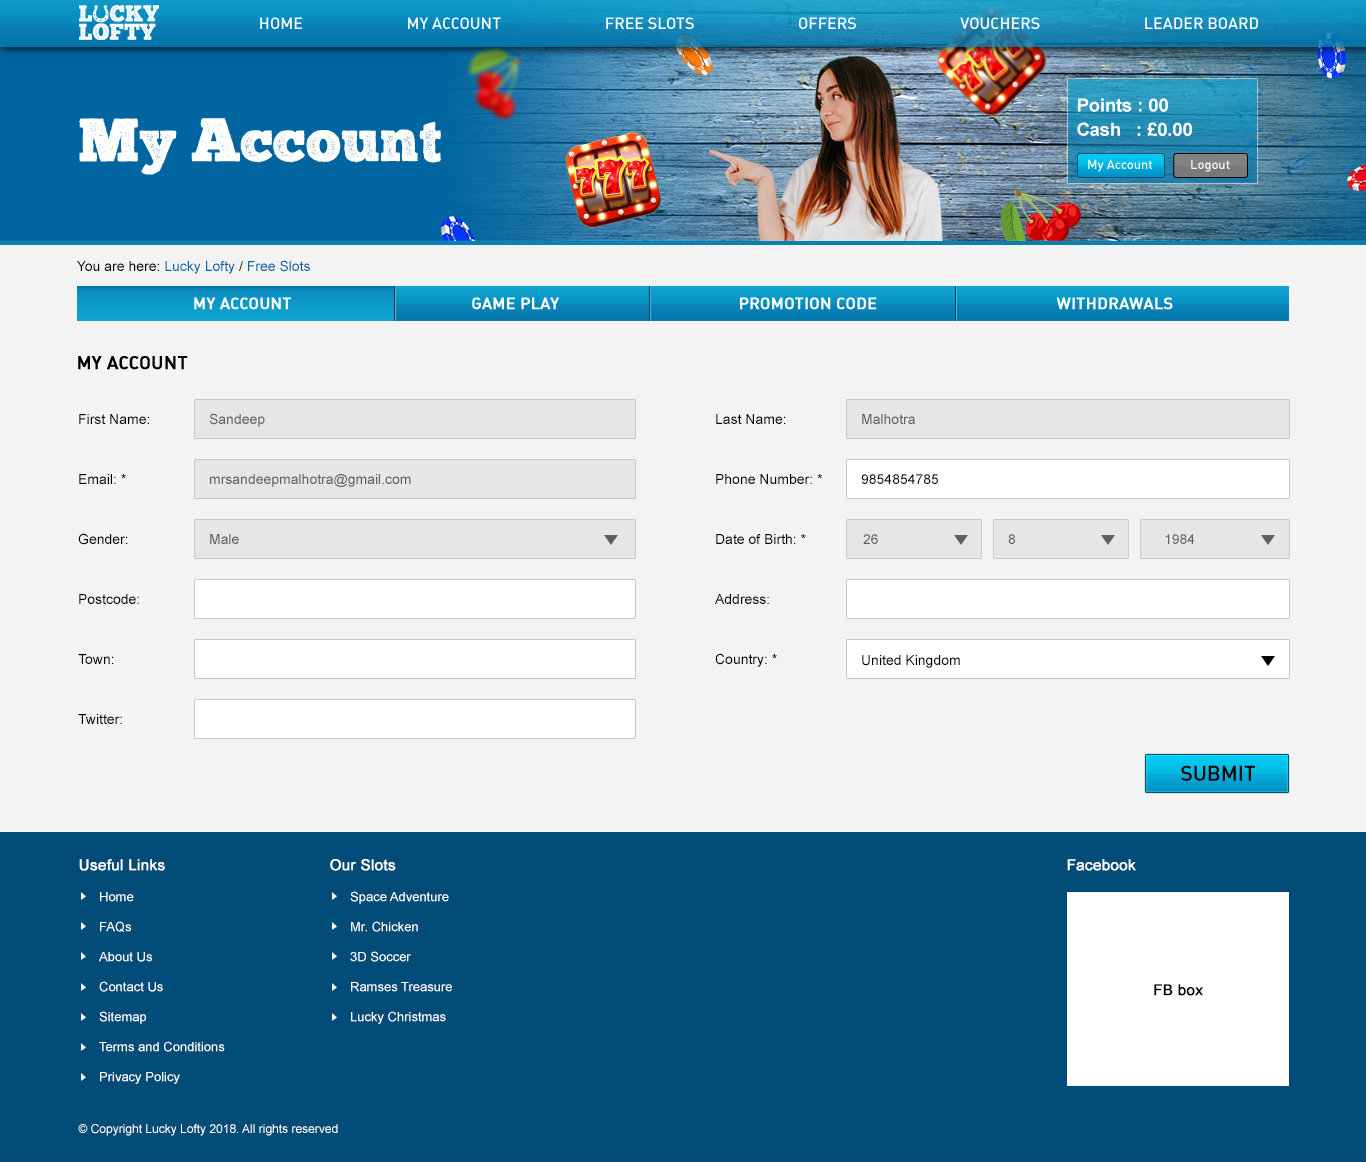 LUCKY
LOFTY
HOME MY ACCOUNT FREE SLOTS OFFERS VOUCHERS LEADER BOARD
My Account
777
Points : 00
Cash : £0.00
My Account Logout
You are here: Lucky Lofty / Free Slots
MY ACCOUNT GAME PLAY PROMOTION CODE WITHDRAWALS
MY ACCOUNT
First Name: Sandeep Last Name: Malhotra
Email: * mrsandeepmalhotra@gmail.com Phone Number: * 9854854785
Gender: Male Date of Birth: * 26 8 1984
Postcode: Address:
Town: Country: * United Kingdom
Twitter:
SUBMIT
Useful Links Our Slots Facebook
Home Space Adventure
FAQs Mr. Chicken
About Us 3D Soccer
Contact Us Ramses Treasure FB box
Sitemap Lucky Christmas
Terms and Conditions
Privacy Policy
© Copyright Lucky Lofty 2018. All rights reserved